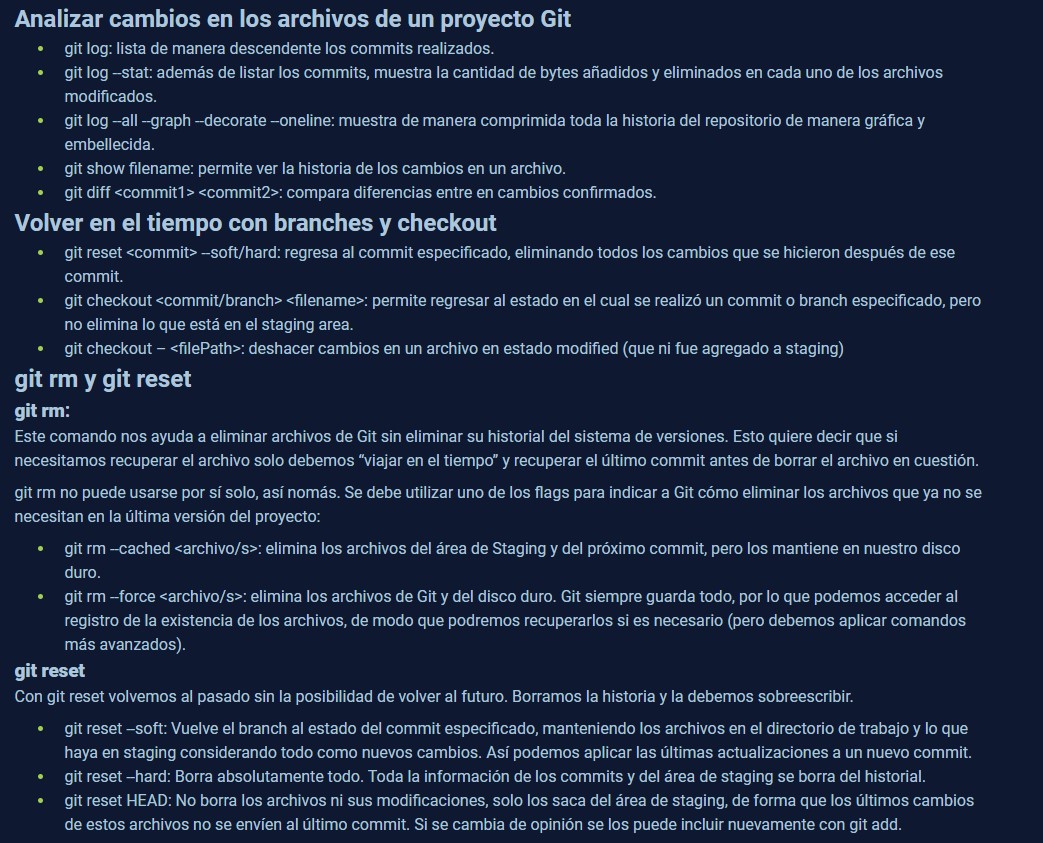 Analizar cambios en los archivos de un proyecto Git
• git log: lista de manera descendente los commits realizados.
• git log --stat: además de listar los commits, muestra la cantidad de bytes añadidos y eliminados en cada uno de los archivos
modificados.
• git log --all --graph --decorate --oneline: muestra de manera comprimida toda la historia del repositorio de manera gráfica y
embellecida.
• git show filename: permite ver la historia de los cambios en un archivo.
• git diff <commit1> <commit2>: compara diferencias entre en cambios confirmados.
Volver en el tiempo con branches y checkout
• git reset <commit> --soft/hard: regresa al commit especificado, eliminando todos los cambios que se hicieron después de ese
commit.
• git checkout <commit/branch> <filename>: permite regresar al estado en el cual se realizó un commit o branch especificado, pero
no elimina lo que está en el staging area.
• git checkout – <filePath>: deshacer cambios en un archivo en estado modified (que ni fue agregado a staging)
git rm y git reset
git rm:
Este comando nos ayuda a eliminar archivos de Git sin eliminar su historial del sistema de versiones. Esto quiere decir que si
necesitamos recuperar el archivo solo debemos “viajar en el tiempo” y recuperar el último commit antes de borrar el archivo en cuestión.
git rm no puede usarse por sí solo, así nomás. Se debe utilizar uno de los flags para indicar a Git cómo eliminar los archivos que ya no se
necesitan en la última versión del proyecto:
• git rm --cached <archivo/s>: elimina los archivos del área de Staging y del próximo commit, pero los mantiene en nuestro disco
duro.
• git rm --force <archivo/s>: elimina los archivos de Git y del disco duro. Git siempre guarda todo, por lo que podemos acceder al
registro de la existencia de los archivos, de modo que podremos recuperarlos si es necesario (pero debemos aplicar comandos
más avanzados).
git reset
Con git reset volvemos al pasado sin la posibilidad de volver al futuro. Borramos la historia y la debemos sobreescribir.
• git reset --soft: Vuelve el branch al estado del commit especificado, manteniendo los archivos en el directorio de trabajo y lo que
haya en staging considerando todo como nuevos cambios. Así podemos aplicar las últimas actualizaciones a un nuevo commit.
• git reset --hard: Borra absolutamente todo. Toda la información de los commits y del área de staging se borra del historial.
• git reset HEAD: No borra los archivos ni sus modificaciones, solo los saca del área de staging, de forma que los últimos cambios
de estos archivos no se envíen al último commit. Si se cambia de opinión se los puede incluir nuevamente con git add.